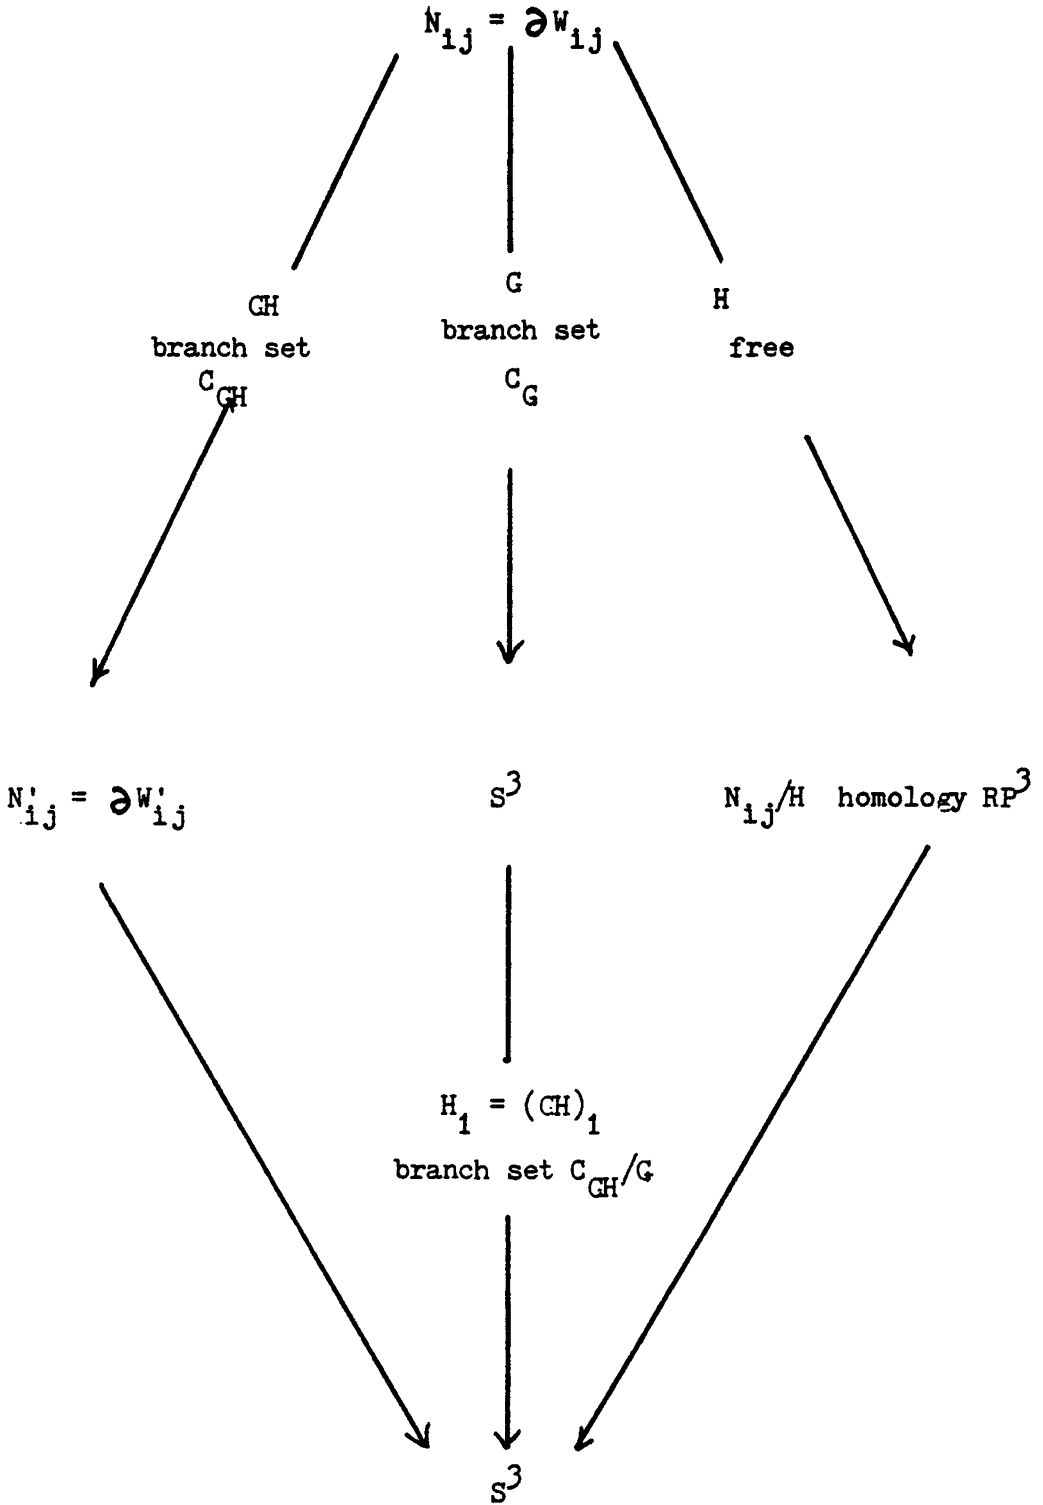 N_ij = ∂W_ij
G
H
GH
branch set
branch set
free
C_GH
C_G
N'_ij = ∂W'_ij
S^3
N_ij/H homology RP^3
H_1 = (GH)_1
branch set C_GH/G
S^3